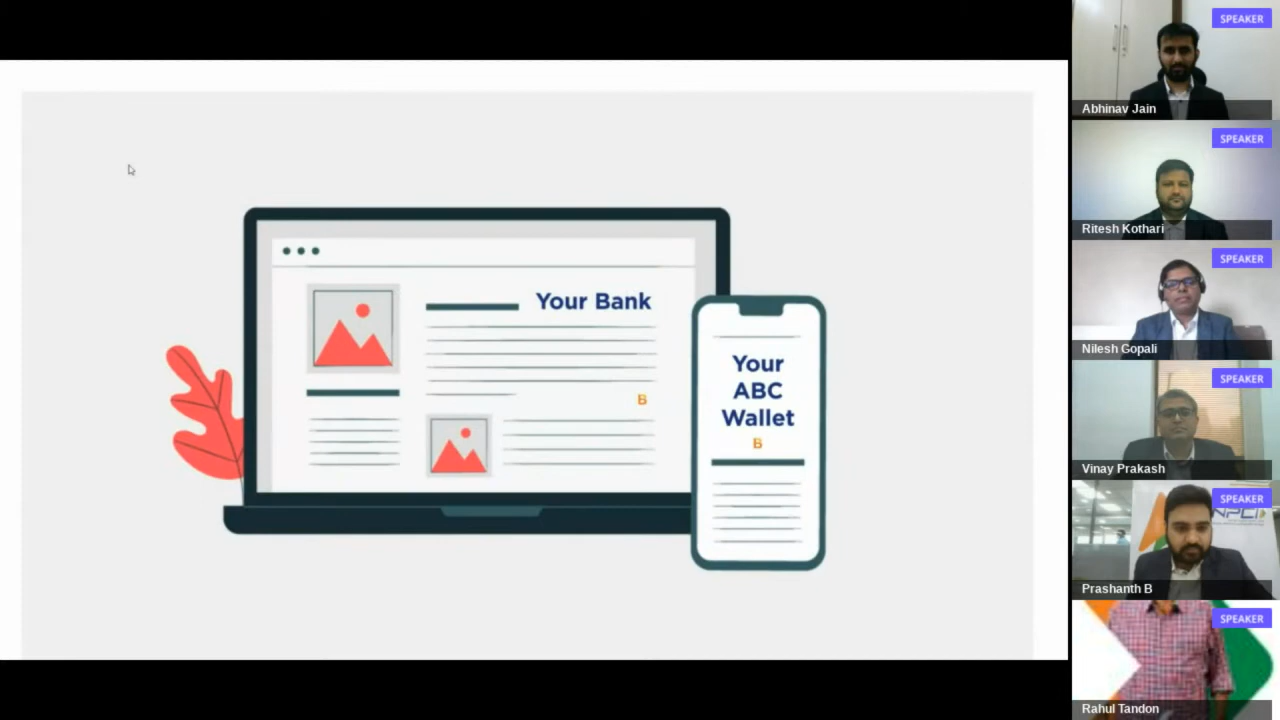 Your Bank
B
Your
ABC
Wallet
B
SPEAKER
Abhinav Jain
SPEAKER
Ritesh Kothari
SPEAKER
Nilesh Gopali
SPEAKER
Vinay Prakash
SPEAKER
NPCI
Prashanth B
SPEAKER
Rahul Tandon